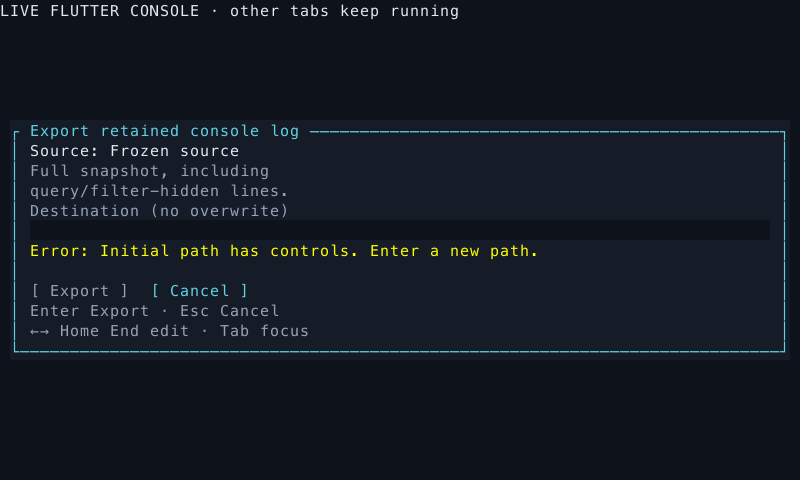 LIVE FLUTTER CONSOLE · other tabs keep running
Export retained console log
Source: Frozen source
Full snapshot, including
query/filter-hidden lines.
Destination (no overwrite)
Error: Initial path has controls. Enter a new path.
[ Export ]  [ Cancel ]
Enter Export · Esc Cancel
←→ Home End edit · Tab focus